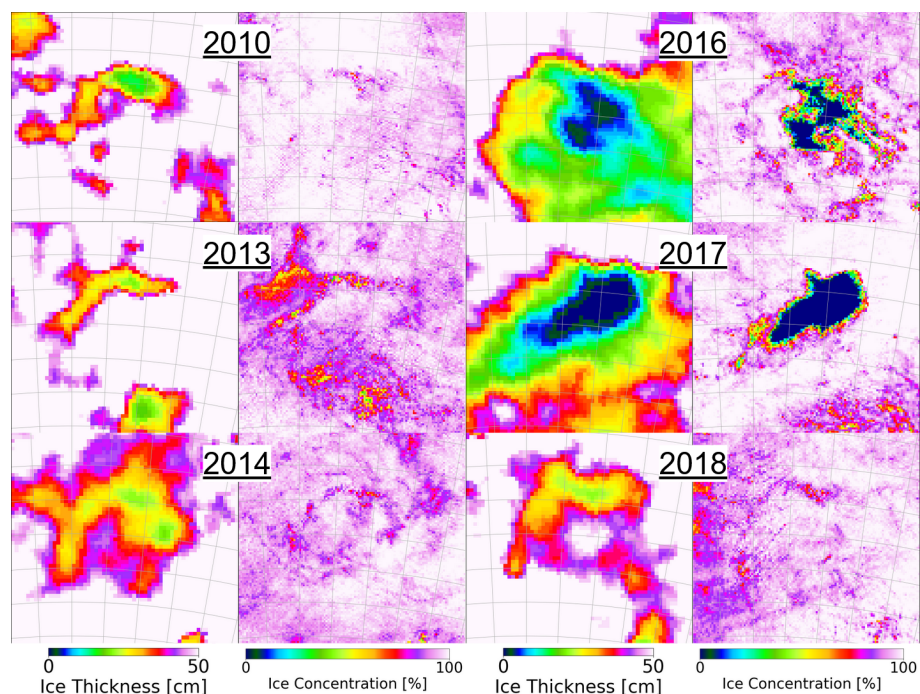 2010
2016
2013
2017
2014
2018
0 50
Ice Thickness [cm]
0 100
Ice Concentration [%]
0 50
Ice Thickness [cm]
0 100
Ice Concentration [%]